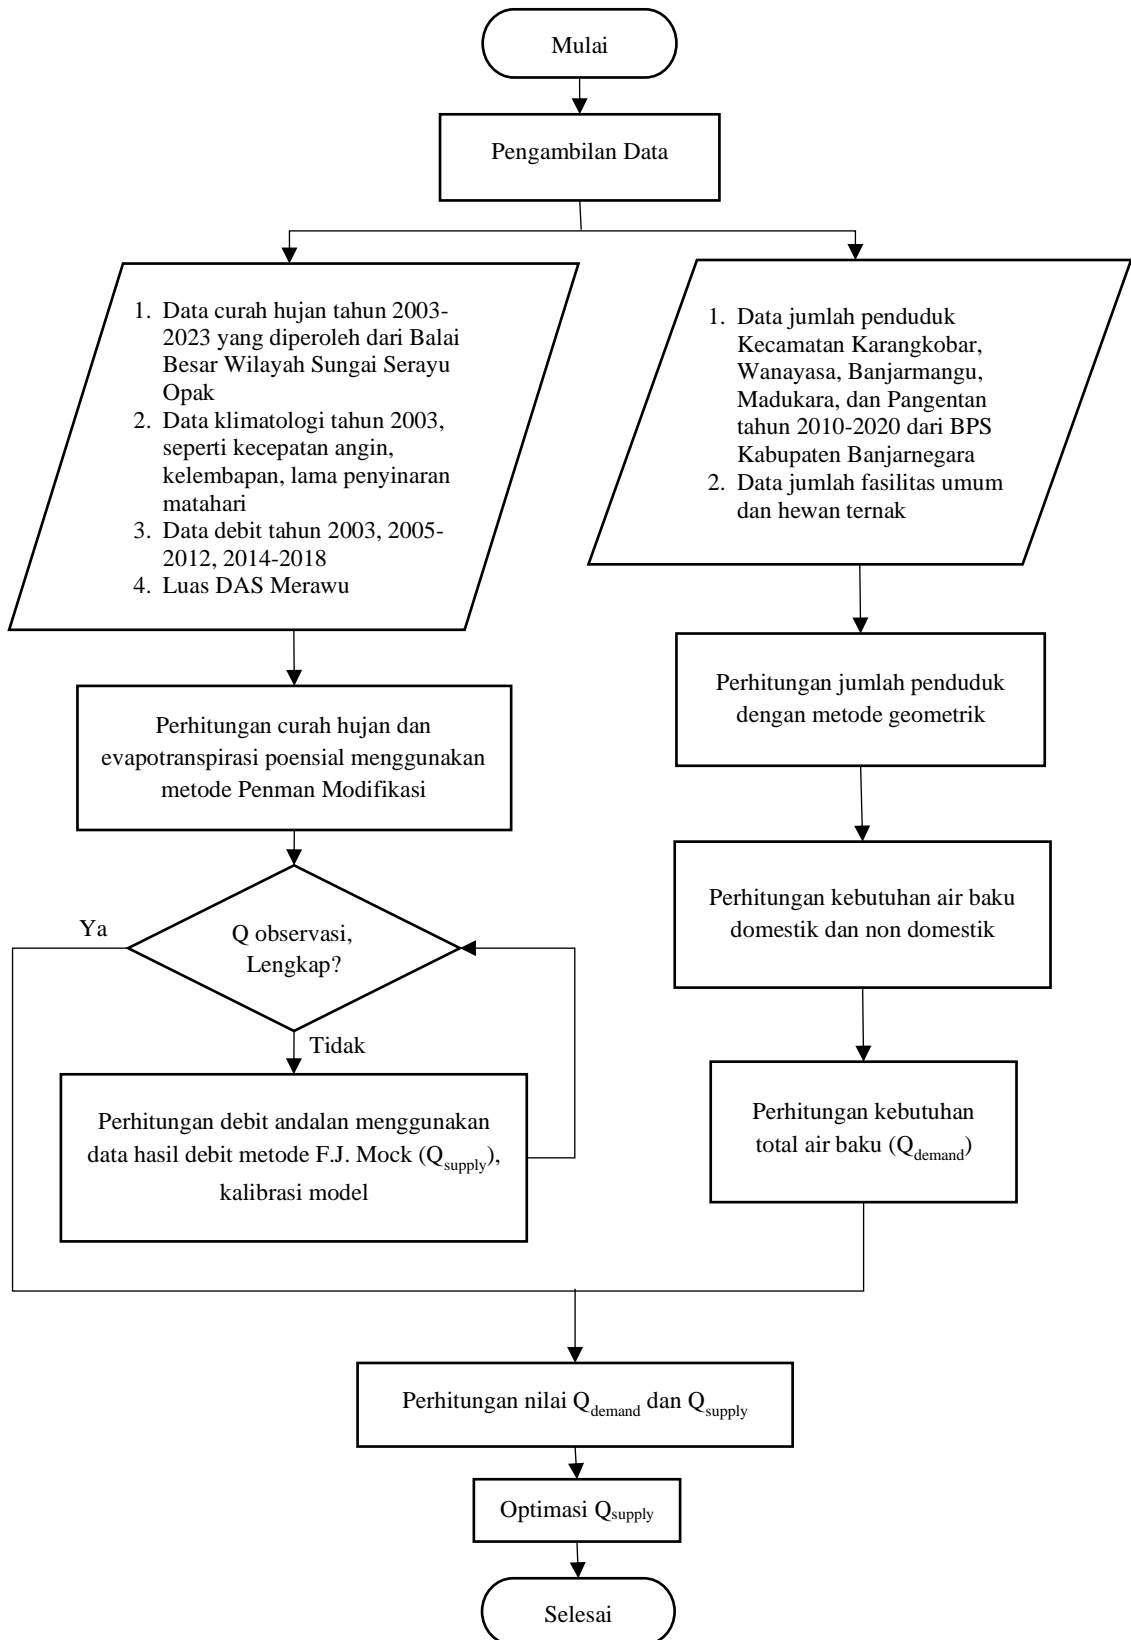 Mulai
Pengambilan Data
1. Data curah hujan tahun 2003-
2023 yang diperoleh dari Balai
Besar Wilayah Sungai Serayu
Opak
2. Data klimatologi tahun 2003,
seperti kecepatan angin,
kelembapan, lama penyinaran
matahari
3. Data debit tahun 2003, 2005-
2012, 2014-2018
4. Luas DAS Merawu
1. Data jumlah penduduk
Kecamatan Karangkobar,
Wanayasa, Banjarmangu,
Madukara, dan Pangentan
tahun 2010-2020 dari BPS
Kabupaten Banjarnegara
2. Data jumlah fasilitas umum
dan hewan ternak
Perhitungan curah hujan dan
evapotranspirasi poensial menggunakan
metode Penman Modifikasi
Perhitungan jumlah penduduk
dengan metode geometrik
Ya
Q observasi,
Lengkap?
Tidak
Perhitungan kebutuhan air baku
domestik dan non domestik
Perhitungan debit andalan menggunakan
data hasil debit metode F.J. Mock (Qsupply),
kalibrasi model
Perhitungan kebutuhan
total air baku (Qdemand)
Perhitungan nilai Qdemand dan Qsupply
Optimasi Qsupply
Selesai